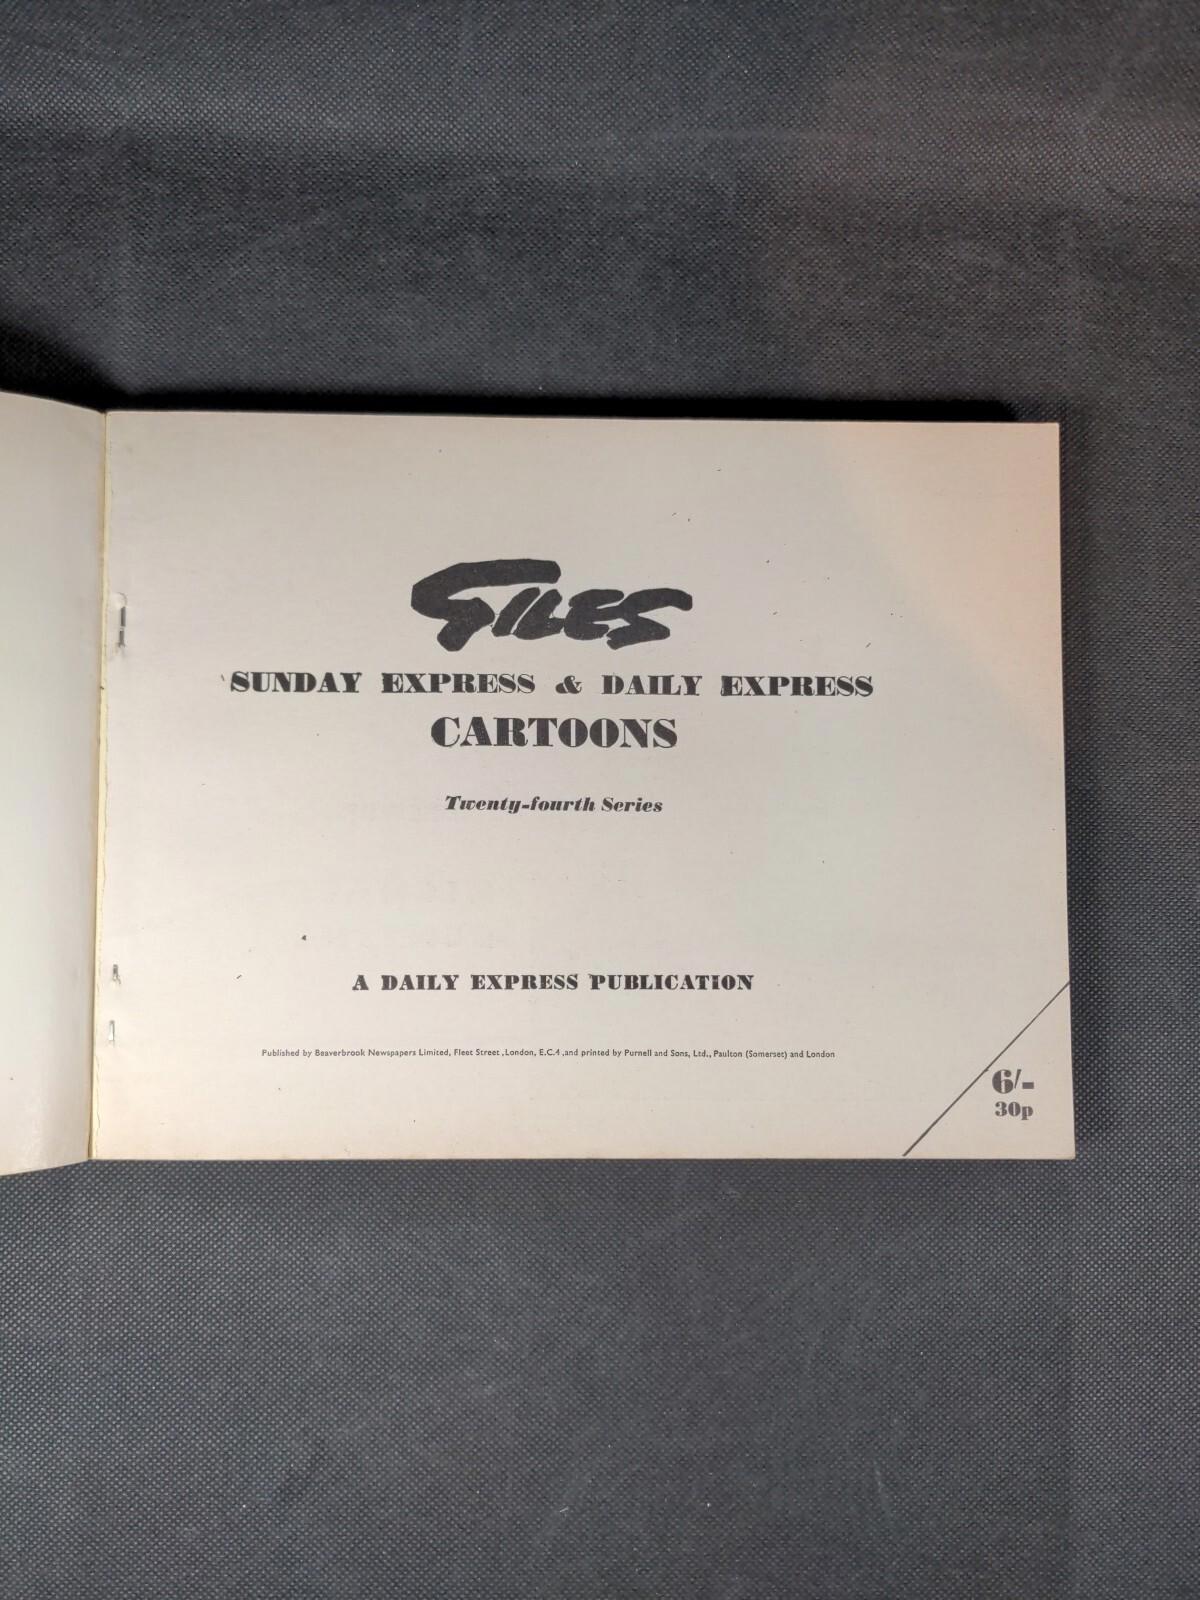 GILES
SUNDAY EXPRESS & DAILY EXPRESS
CARTOONS
Twenty-fourth Series
A DAILY EXPRESS PUBLICATION
Published by Beaverbrook Newspapers Limited, Fleet Street, London, E.C.4, and printed by Purnell and Sons, Ltd., Paulton (Somerset) and London
6/-
30p